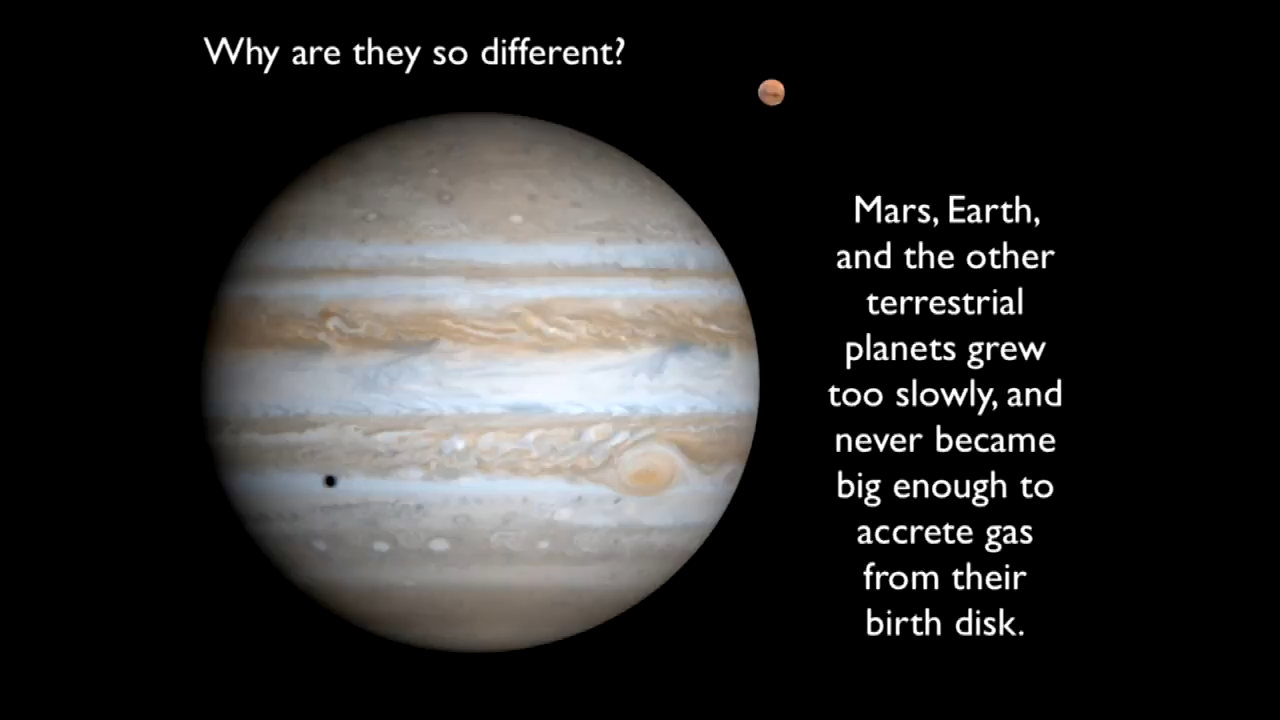 Why are they so different?
Mars, Earth,
and the other
terrestrial
planets grew
too slowly, and
never became
big enough to
accrete gas
from their
birth disk.